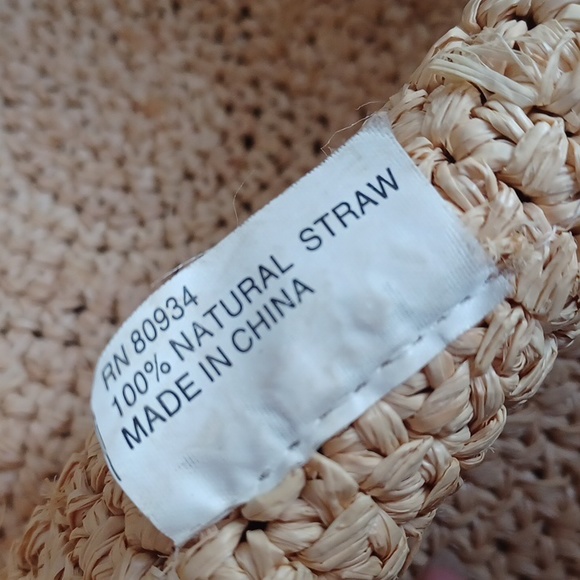 RN 80934
100% NATURAL STRAW
MADE IN CHINA